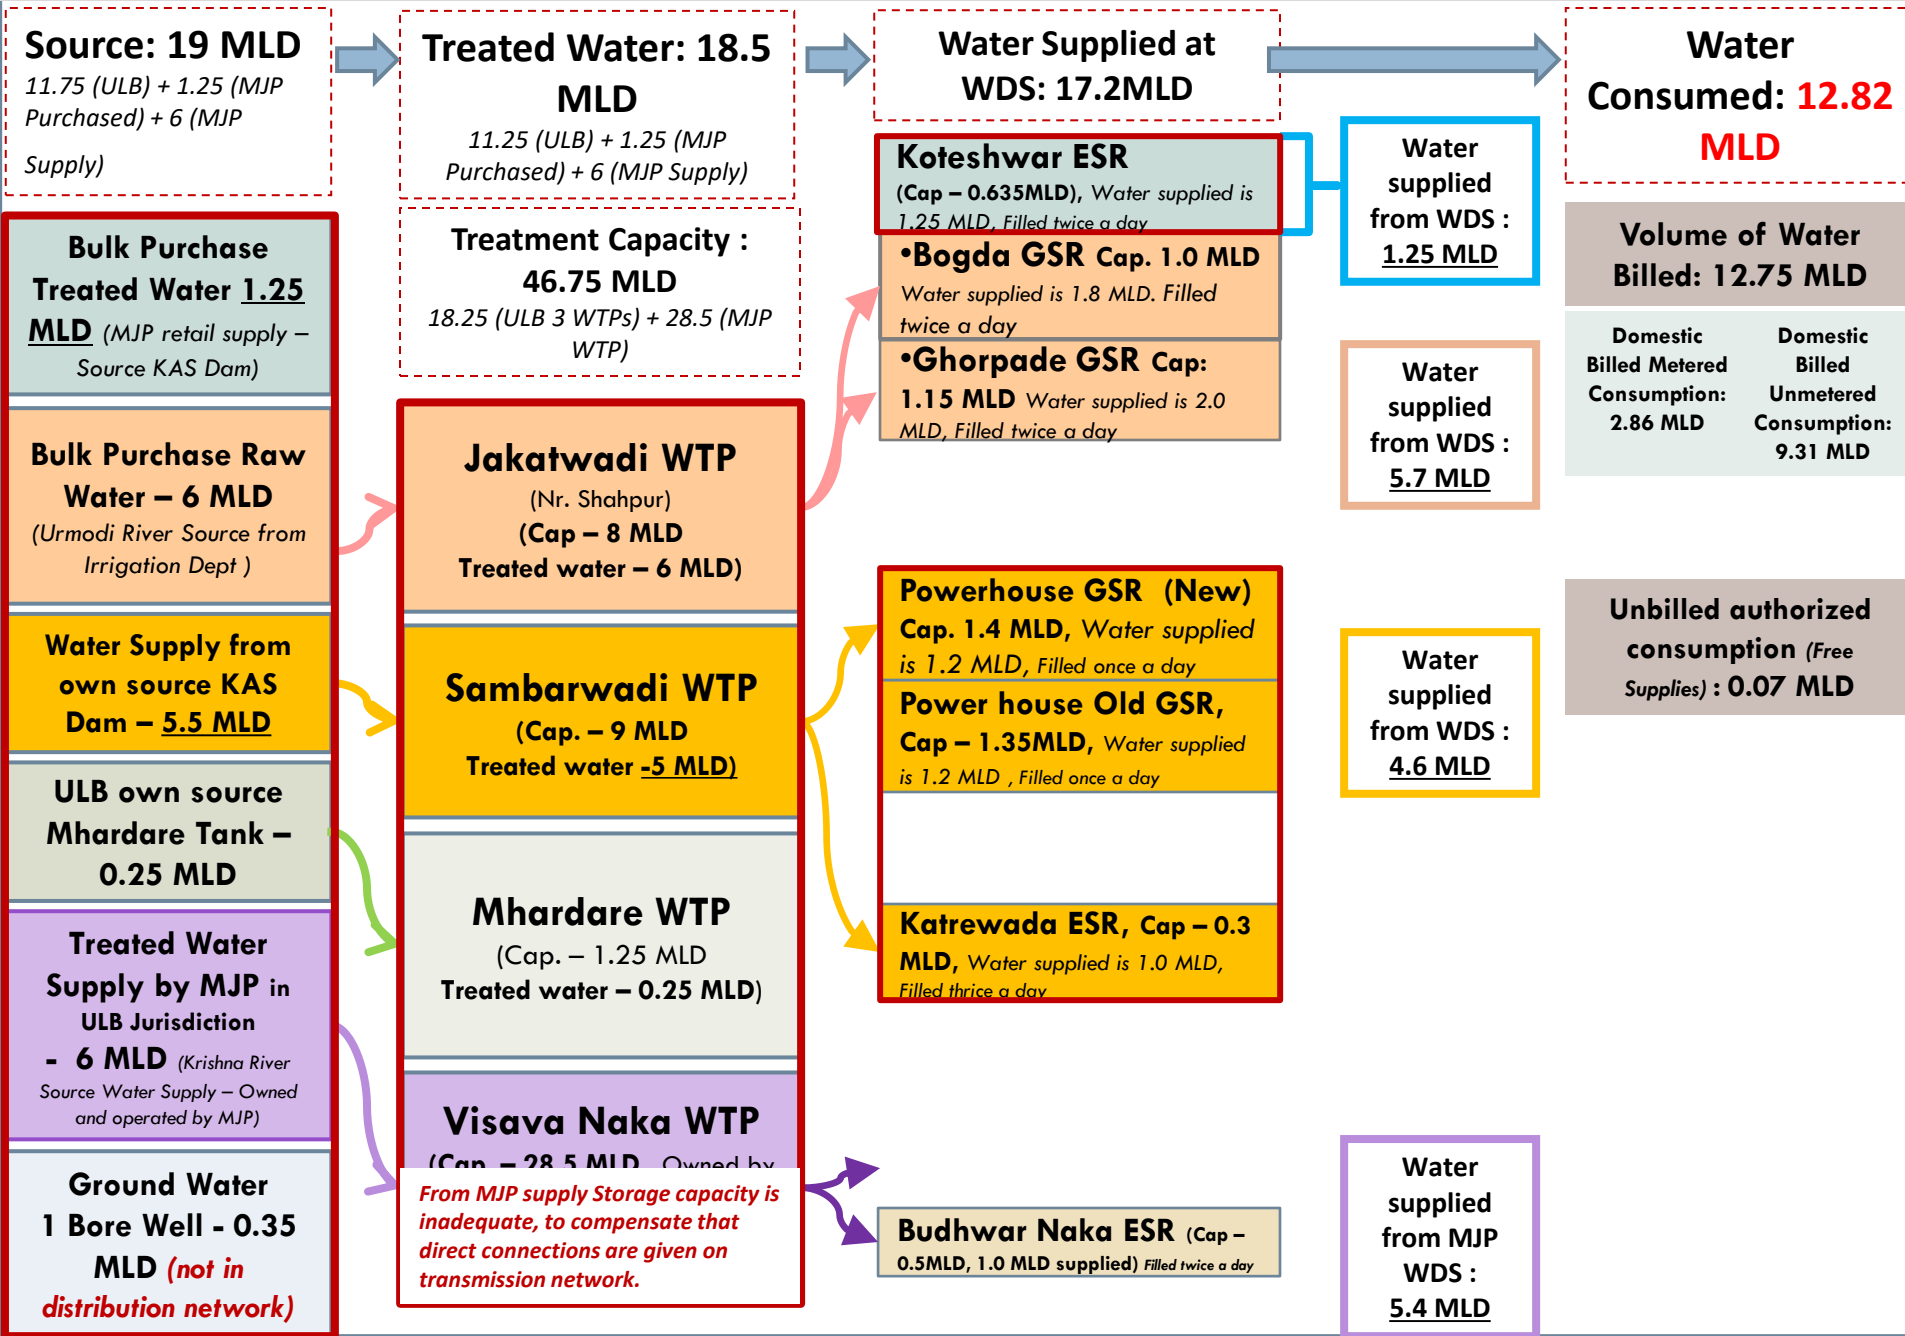 Source: 19 MLD
11.75 (ULB) + 1.25 (MJP
Purchased) + 6 (MJP
Supply)
Treated Water: 18.5
MLD
11.25 (ULB) + 1.25 (MJP
Purchased) + 6 (MJP Supply)
Water Supplied at
WDS: 17.2MLD
Water
Consumed: 12.82
MLD
Bulk Purchase
Treated Water 1.25
MLD (MJP retail supply –
Source KAS Dam)
Bulk Purchase Raw
Water – 6 MLD
(Urmodi River Source from
Irrigation Dept )
Water Supply from
own source KAS
Dam – 5.5 MLD
ULB own source
Mhardare Tank –
0.25 MLD
Treated Water
Supply by MJP in
ULB Jurisdiction
- 6 MLD (Krishna River
Source Water Supply – Owned
and operated by MJP)
Ground Water
1 Bore Well - 0.35
MLD (not in
distribution network)
Treatment Capacity :
46.75 MLD
18.25 (ULB 3 WTPs) + 28.5 (MJP
WTP)
Jakatwadi WTP
(Nr. Shahpur)
(Cap – 8 MLD
Treated water – 6 MLD)
Sambarwadi WTP
(Cap. – 9 MLD
Treated water -5 MLD)
Mhardare WTP
(Cap. – 1.25 MLD
Treated water – 0.25 MLD)
Visava Naka WTP
(Cap. – 28.5 MLD Owned by
From MJP supply Storage capacity is
inadequate, to compensate that
direct connections are given on
transmission network.
Koteshwar ESR
(Cap – 0.635MLD), Water supplied is
1.25 MLD, Filled twice a day
•Bogda GSR Cap. 1.0 MLD
Water supplied is 1.8 MLD. Filled
twice a day
•Ghorpade GSR Cap:
1.15 MLD Water supplied is 2.0
MLD, Filled twice a day
Powerhouse GSR (New)
Cap. 1.4 MLD, Water supplied
is 1.2 MLD, Filled once a day
Power house Old GSR,
Cap – 1.35MLD, Water supplied
is 1.2 MLD , Filled once a day
Katrewada ESR, Cap – 0.3
MLD, Water supplied is 1.0 MLD,
Filled thrice a day
Budhwar Naka ESR (Cap –
0.5MLD, 1.0 MLD supplied) Filled twice a day
Water
supplied
from WDS :
1.25 MLD
Water
supplied
from WDS :
5.7 MLD
Water
supplied
from WDS :
4.6 MLD
Water
supplied
from MJP
WDS :
5.4 MLD
Volume of Water
Billed: 12.75 MLD
Domestic
Billed Metered
Consumption:
2.86 MLD
Domestic
Billed
Unmetered
Consumption:
9.31 MLD
Unbilled authorized
consumption (Free
Supplies) : 0.07 MLD